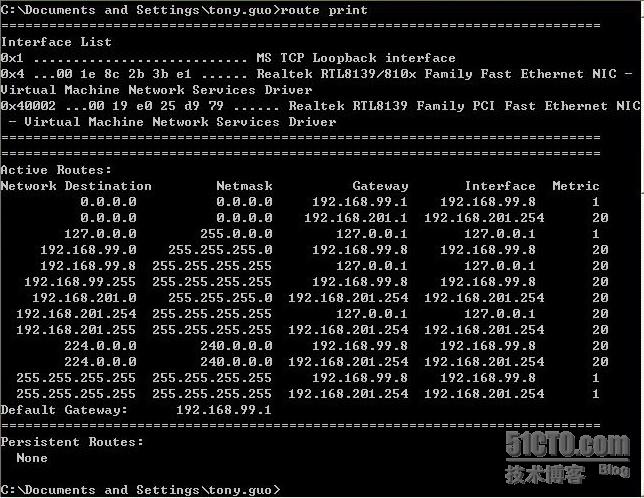 C:\Documents and Settings\tony.guo>route print
===========================================================================
Interface List
0x1 ........................... MS TCP Loopback interface
0x4 ...00 1e 8c 2b 3b e1 ...... Realtek RTL8139/810x Family Fast Ethernet NIC -
Virtual Machine Network Services Driver
0x40002 ...00 19 e0 25 d9 79 ...... Realtek RTL8139 Family PCI Fast Ethernet NIC
 - Virtual Machine Network Services Driver
===========================================================================
===========================================================================
Active Routes:
Network Destination        Netmask          Gateway       Interface  Metric
          0.0.0.0          0.0.0.0     192.168.99.1    192.168.99.8       1
          0.0.0.0          0.0.0.0    192.168.201.1  192.168.201.254      20
        127.0.0.0        255.0.0.0        127.0.0.1       127.0.0.1       1
     192.168.99.0    255.255.255.0     192.168.99.8    192.168.99.8       20
     192.168.99.8  255.255.255.255        127.0.0.1       127.0.0.1       20
   192.168.99.255  255.255.255.255     192.168.99.8    192.168.99.8       20
    192.168.201.0    255.255.255.0  192.168.201.254  192.168.201.254      20
  192.168.201.254  255.255.255.255        127.0.0.1       127.0.0.1       20
  192.168.201.255  255.255.255.255  192.168.201.254  192.168.201.254      20
        224.0.0.0        240.0.0.0     192.168.99.8    192.168.99.8       20
        224.0.0.0        240.0.0.0  192.168.201.254  192.168.201.254      20
  255.255.255.255  255.255.255.255     192.168.99.8    192.168.99.8       1
  255.255.255.255  255.255.255.255  192.168.201.254  192.168.201.254      1
Default Gateway:      192.168.99.1
===========================================================================
Persistent Routes:
  None
51CTO.com
技术博客 Blog
C:\Documents and Settings\tony.guo>